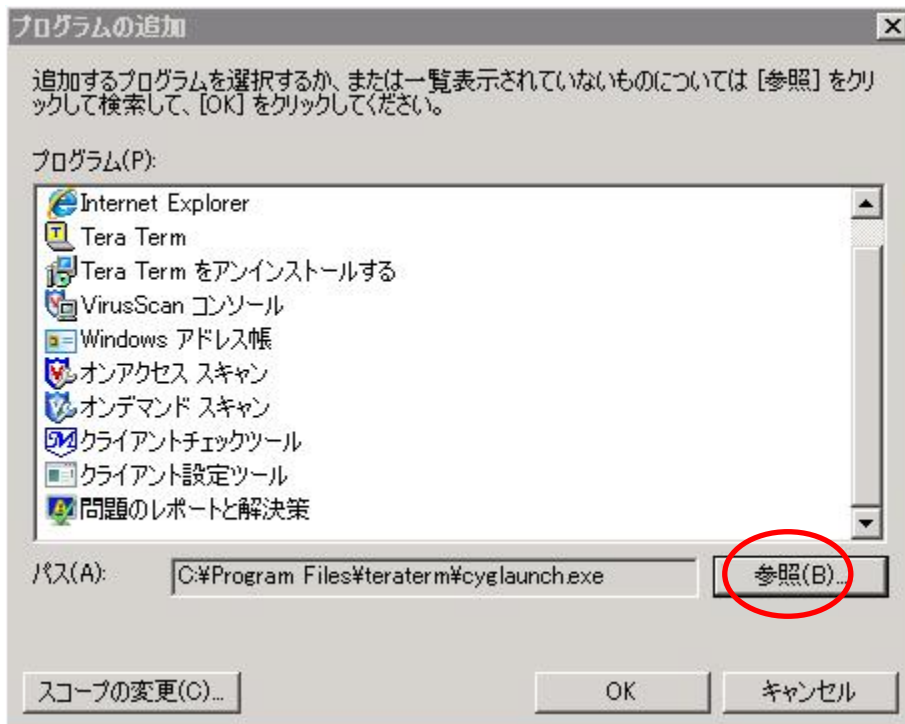 プログラムの追加
追加するプログラムを選択するか、または一覧表示されていないものについては [参照] をクリ
ックして検索して、[OK] をクリックしてください。
プログラム(P):
Internet Explorer
Tera Term
Tera Term をアンインストールする
VirusScan コンソール
Windows アドレス帳
オンアクセス スキャン
オンデマンド スキャン
クライアントチェックツール
クライアント設定ツール
問題のレポートと解決策
パス(A): C:¥Program Files¥teraterm¥cyglaunch.exe 参照(B)...
スコープの変更(C)... OK キャンセル